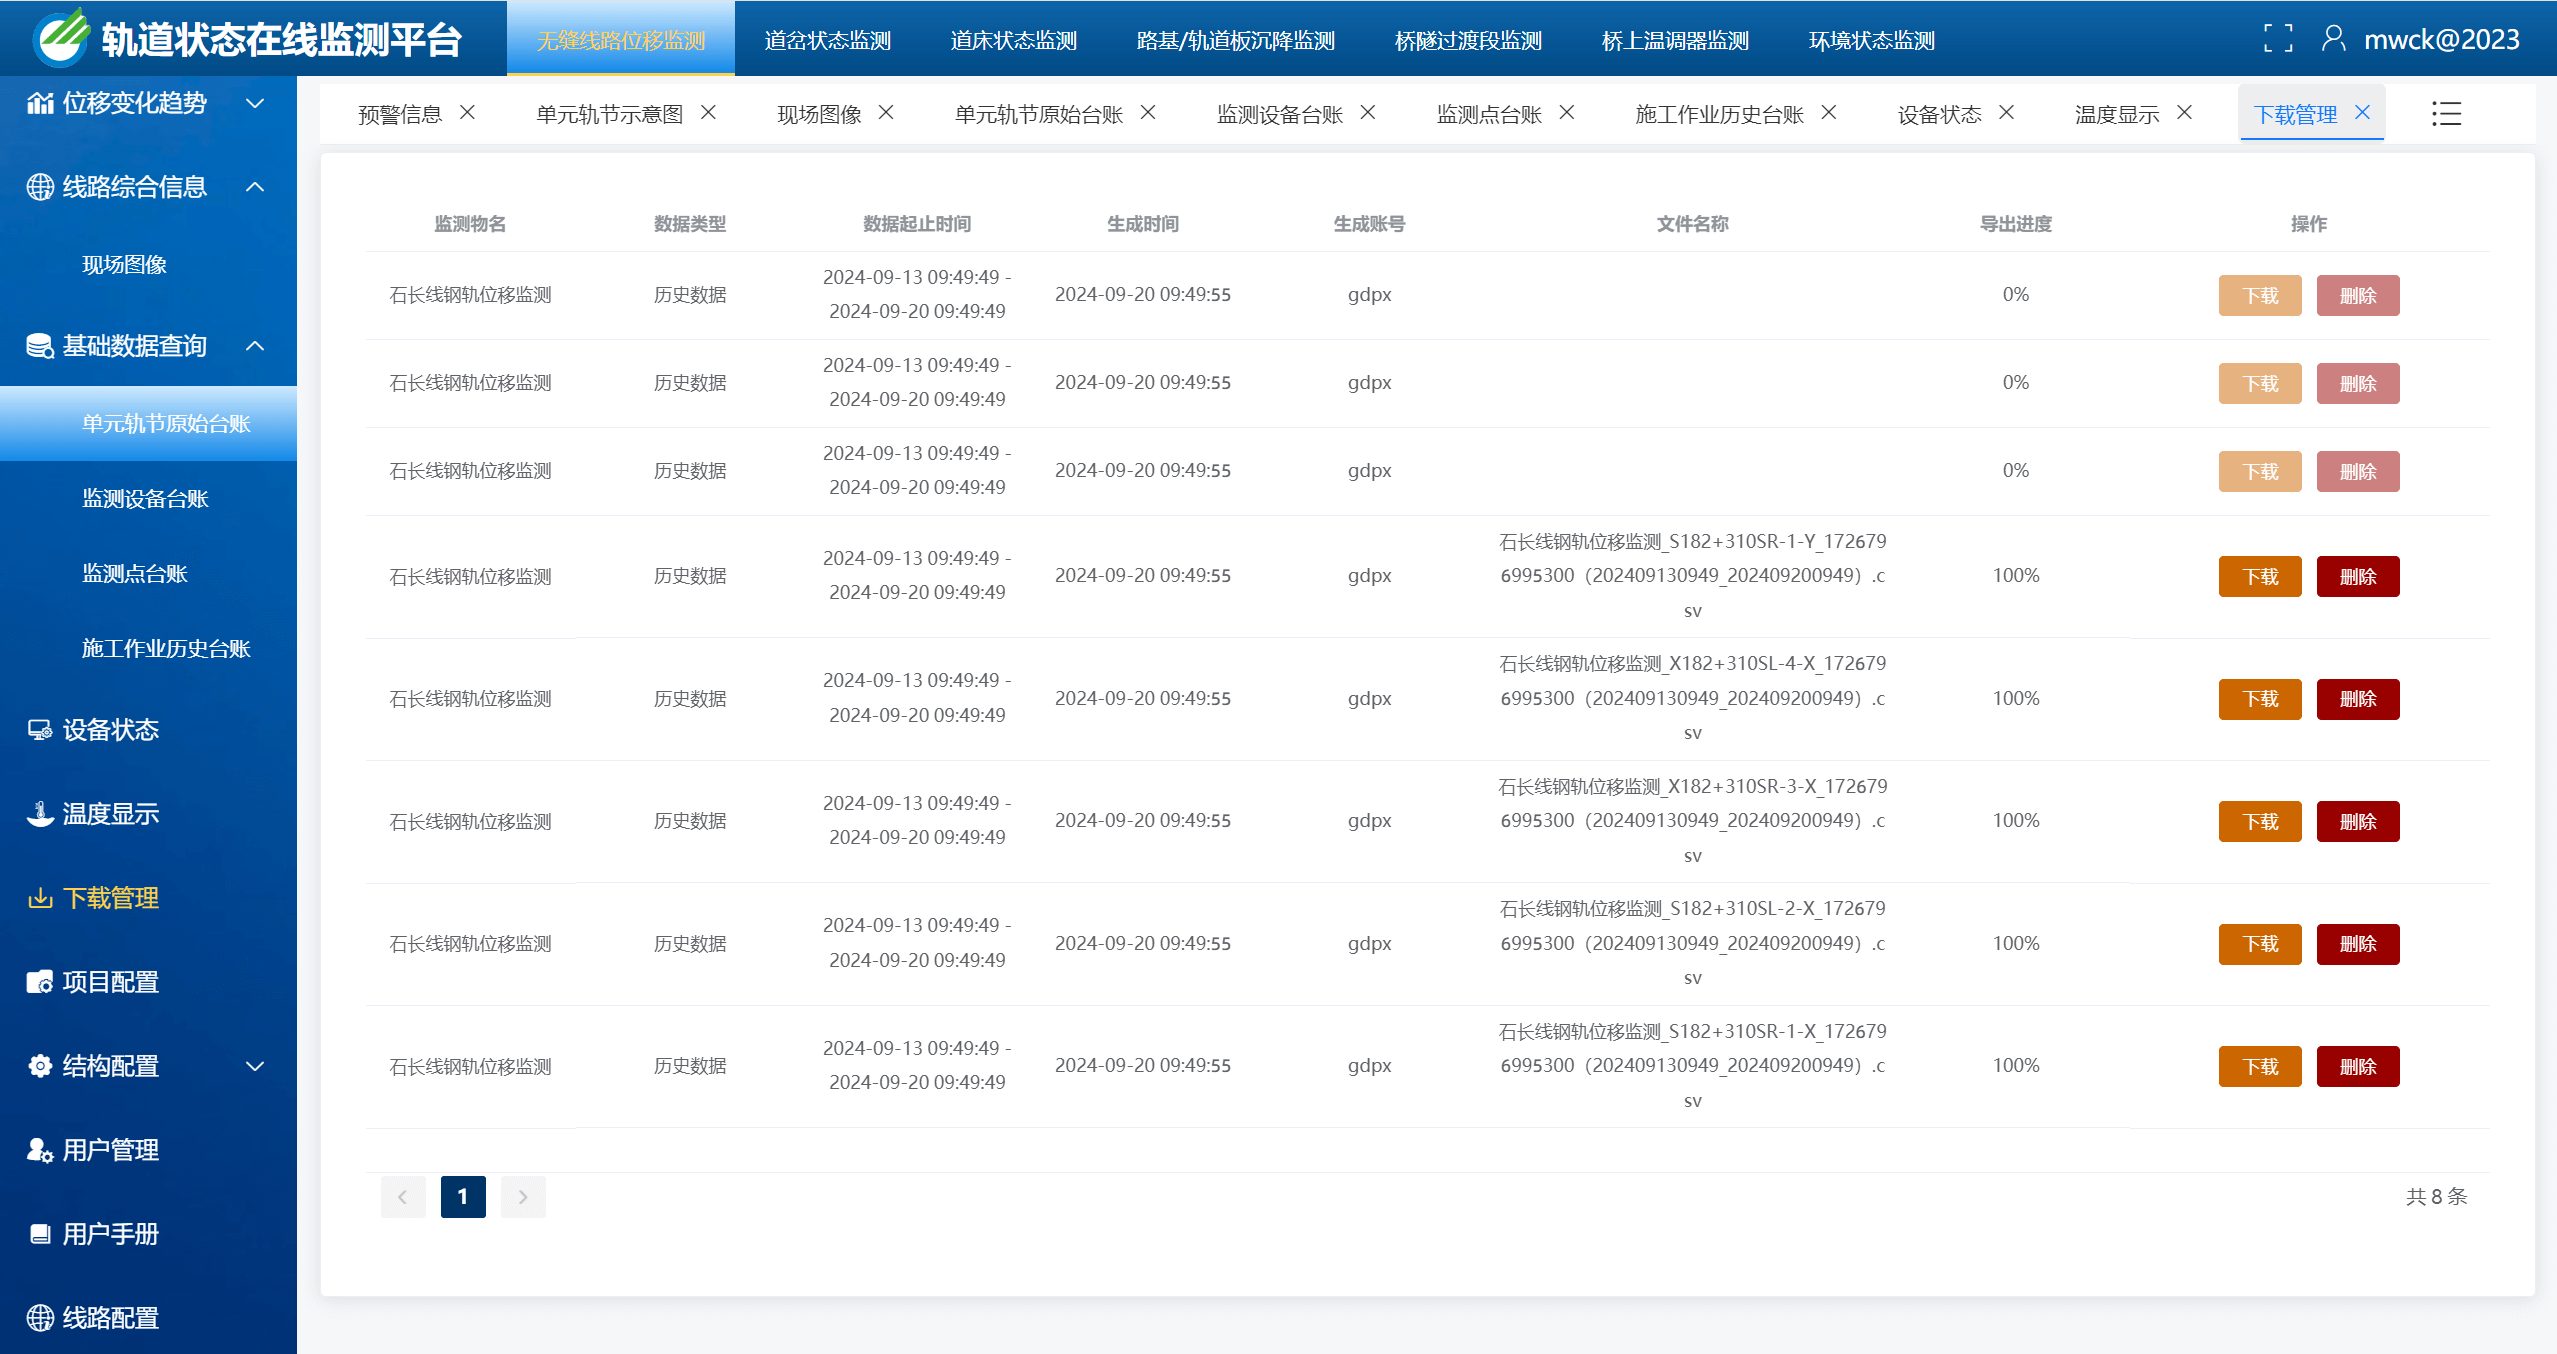 轨道状态在线监测平台
无缝线路位移监测 道岔状态监测 道床状态监测 路基/轨道板沉降监测 桥隧过渡段监测 桥上温调器监测 环境状态监测 mwck@2023
位移变化趋势
线路综合信息
现场图像
基础数据查询
单元轨节原始台账
监测设备台账
监测点台账
施工作业历史台账
设备状态
温度显示
下载管理
项目配置
结构配置
用户管理
用户手册
线路配置
预警信息 单元轨节示意图 现场图像 单元轨节原始台账 监测设备台账 监测点台账 施工作业历史台账 设备状态 温度显示 下载管理
监测物名 数据类型 数据起止时间 生成时间 生成账号 文件名称 导出进度 操作
2024-09-13 09:49:49 -
石长线钢轨位移监测 历史数据 2024-09-20 09:49:55 gdpx 0% 下载 删除
2024-09-20 09:49:49
2024-09-13 09:49:49 -
石长线钢轨位移监测 历史数据 2024-09-20 09:49:55 gdpx 0% 下载 删除
2024-09-20 09:49:49
2024-09-13 09:49:49 -
石长线钢轨位移监测 历史数据 2024-09-20 09:49:55 gdpx 0% 下载 删除
2024-09-20 09:49:49
石长线钢轨位移监测_S182+310SR-1-Y_172679
2024-09-13 09:49:49 -
石长线钢轨位移监测 历史数据 2024-09-20 09:49:55 gdpx 6995300（202409130949_202409200949）.c 100% 下载 删除
2024-09-20 09:49:49
sv
石长线钢轨位移监测_X182+310SL-4-X_172679
2024-09-13 09:49:49 -
石长线钢轨位移监测 历史数据 2024-09-20 09:49:55 gdpx 6995300（202409130949_202409200949）.c 100% 下载 删除
2024-09-20 09:49:49
sv
石长线钢轨位移监测_X182+310SR-3-X_172679
2024-09-13 09:49:49 -
石长线钢轨位移监测 历史数据 2024-09-20 09:49:55 gdpx 6995300（202409130949_202409200949）.c 100% 下载 删除
2024-09-20 09:49:49
sv
石长线钢轨位移监测_S182+310SL-2-X_172679
2024-09-13 09:49:49 -
石长线钢轨位移监测 历史数据 2024-09-20 09:49:55 gdpx 6995300（202409130949_202409200949）.c 100% 下载 删除
2024-09-20 09:49:49
sv
石长线钢轨位移监测_S182+310SR-1-X_172679
2024-09-13 09:49:49 -
石长线钢轨位移监测 历史数据 2024-09-20 09:49:55 gdpx 6995300（202409130949_202409200949）.c 100% 下载 删除
2024-09-20 09:49:49
sv
1 共 8 条